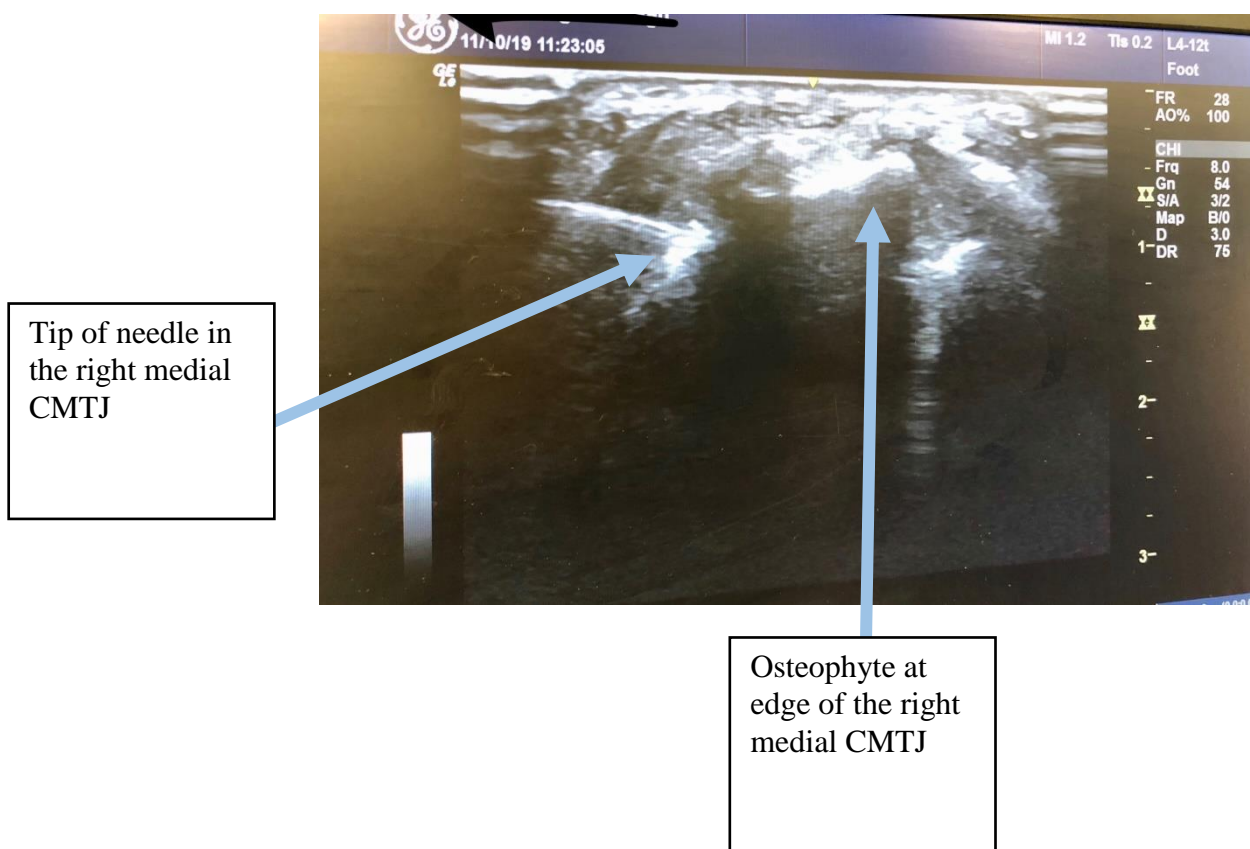 11/10/19 11:23:05
MI 1.2 TIs 0.2 L4-12t
Foot
GE
L
FR 28
AO% 100
CHI
Frq 8.0
Gn 54
S/A 3/2
Map B/0
D 3.0
DR 75
1-
2-
3-
Tip of needle in
the right medial
CMTJ
Osteophyte at
edge of the right
medial CMTJ